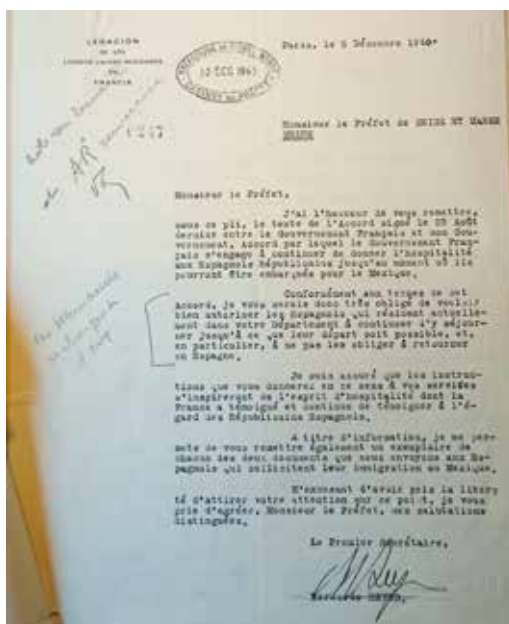 LEGACIÓN
DE LOS
ESTADOS UNIDOS MEXICANOS
EN
FRANCIA
Paris, le 5 Décembre 1940
Monsieur le Préfet de SEINE ET MARNE
MELUN
Monsieur le Préfet,
J'ai l'honneur de vous remettre,
sous ce pli, le texte de l'Accord signé le Août
dernier entre le Gouvernement Français et mon Gou-
vernement, Accord par lequel le Gouvernement Fran-
çais s'engage à continuer de donner l'hospitalité
aux Espagnols Républicains jusqu'au moment où ils
pourront être embarqués pour le Mexique.
Conformément aux termes de cet
Accord, je vous serais donc très obligé de vouloir
bien autoriser les Espagnols qui résident actuelle-
ment dans votre Département à continuer d'y séjour-
ner jusqu'à ce que leur départ soit possible, et,
en particulier, à ne pas les obliger à retourner
en Espagne.
Je suis assuré que les instruc-
tions que vous donnerez en ce sens à vos services
s'inspireront de l'esprit d'hospitalité dont la
France a témoigné et continue de témoigner à l'é-
gard des Républicains Espagnols.
A titre d'information, je me per-
mets de vous remettre également un exemplaire de
chacun des deux documents que nous envoyons aux Es-
pagnols qui sollicitent leur immigration au Mexique.
M'excusant d'avoir pris la liber
té d'attirer votre attention sur ce point, je vous
prie d'agréer, Monsieur le Préfet, mes salutations
distinguées.
Le Premier Secrétaire,